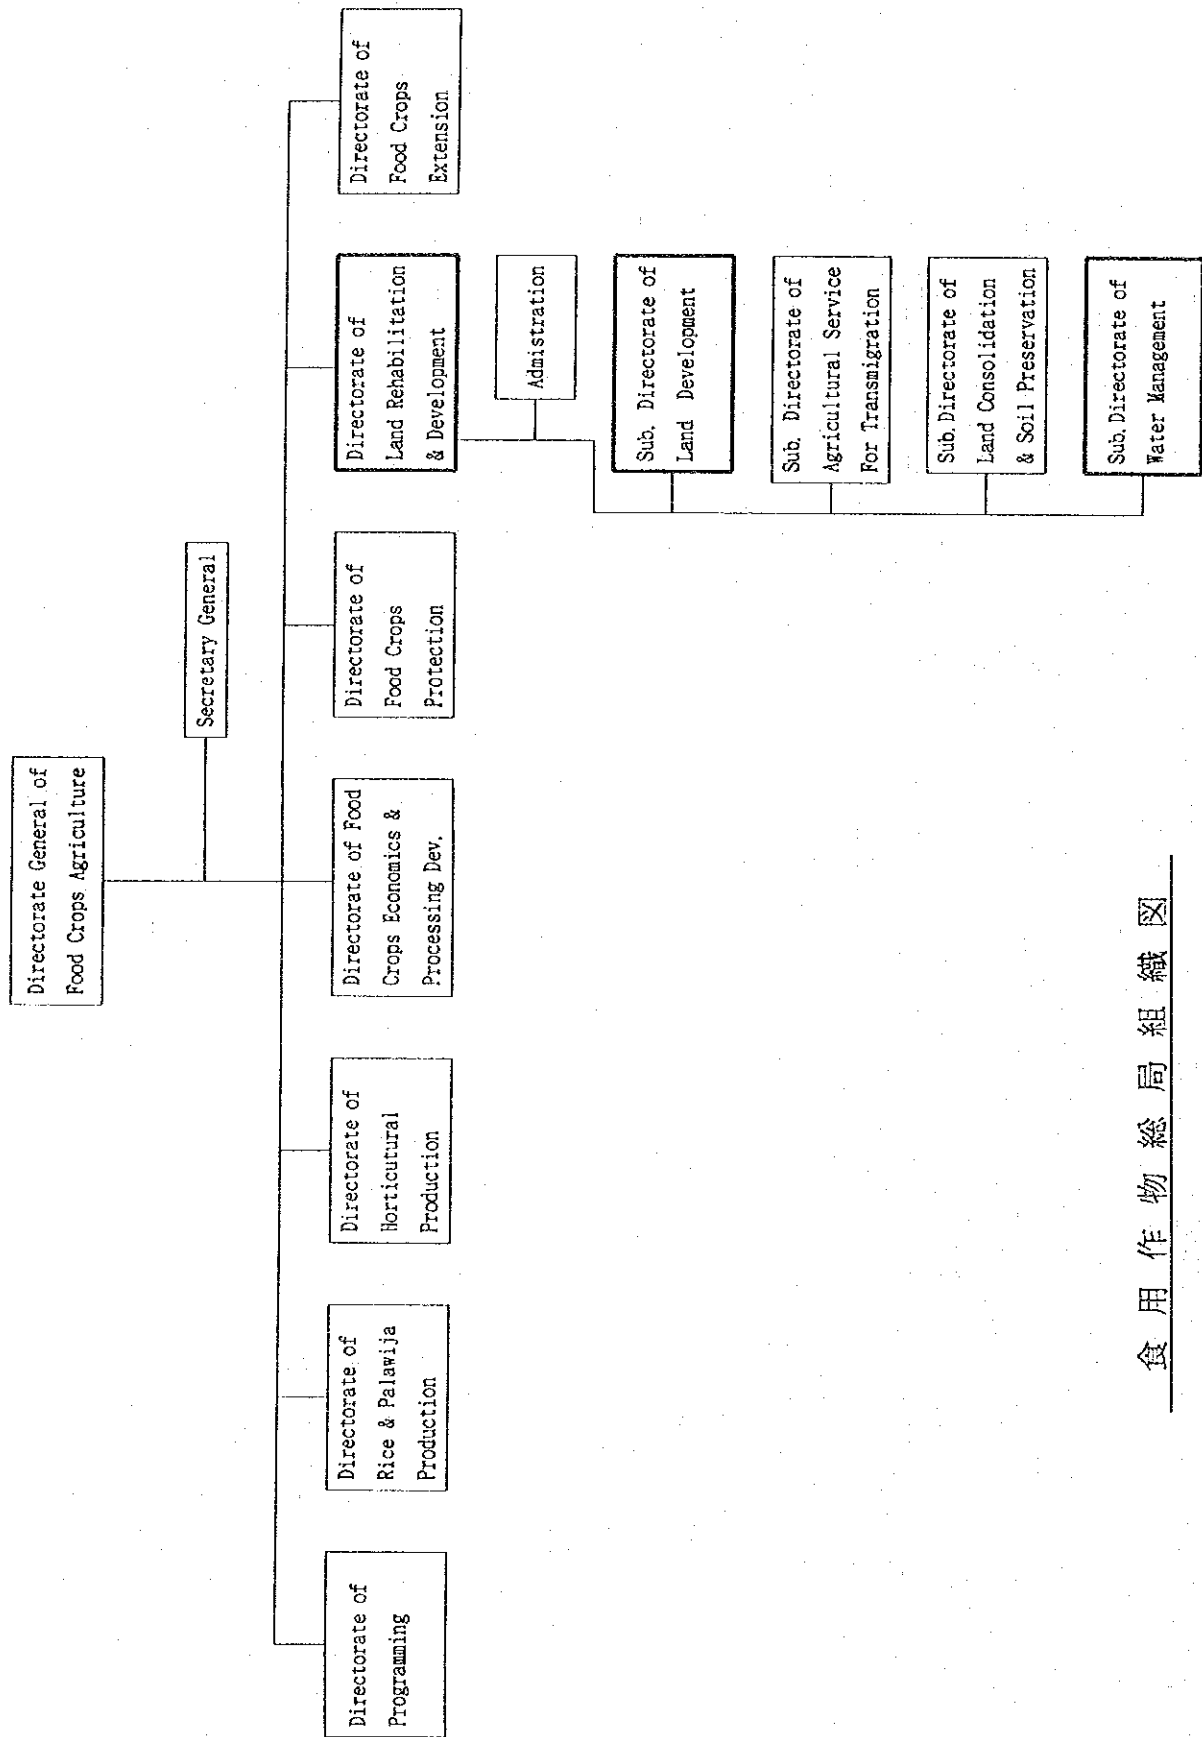 Directorate General of
Food Crops Agriculture
Secretary General
Directorate of
Programming
Directorate of
Rice & Palawija
Production
Directorate of
Horticutural
Production
Directorate of Food
Crops Economics &
Processing Dev.
Directorate of
Food Crops
Protection
Directorate of
Land Rehabilitation
& Development
Directorate of
Food Crops
Extension
Admistration
Sub. Directorate of
Land Development
Sub. Directorate of
Agricultural Service
For Transmigration
Sub. Directorate of
Land Consolidation
& Soil Preservation
Sub. Directorate of
Water Management
食用作物総局組織図